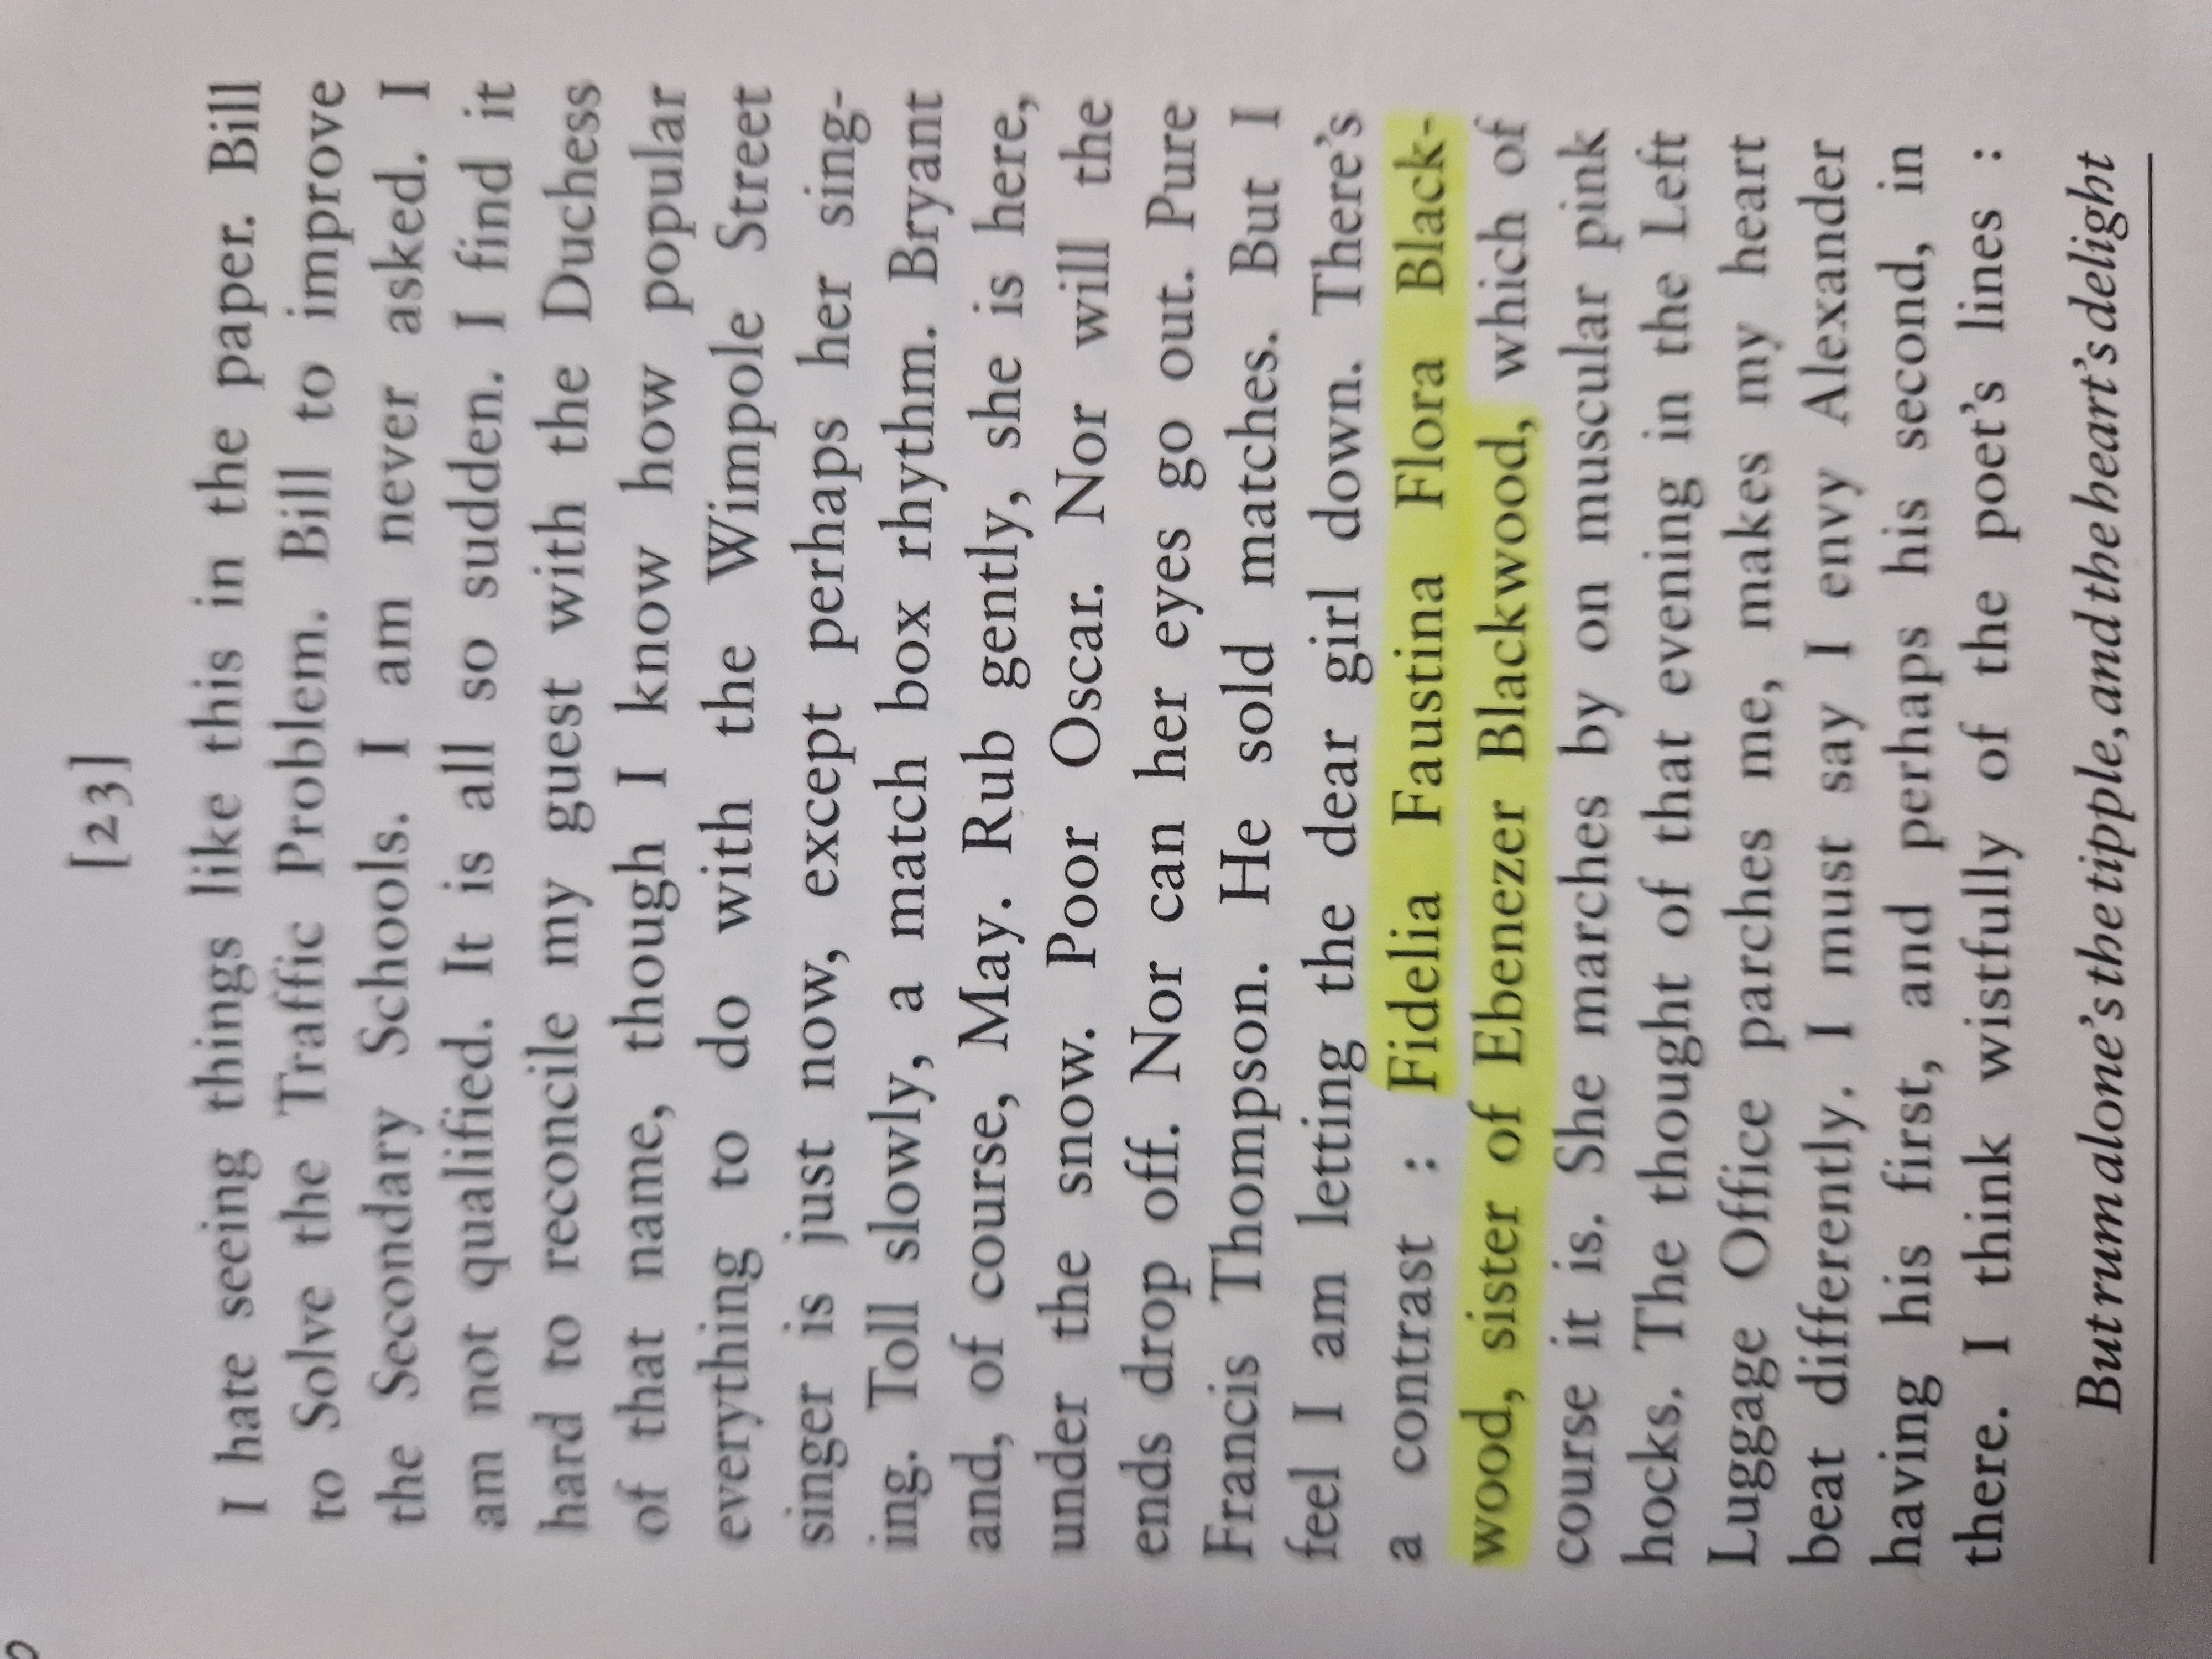 [23]
I hate seeing things like this in the paper. Bill
to Solve the Traffic Problem. Bill to improve
the Secondary Schools. I am never asked. I
am not qualified. It is all so sudden. I find it
hard to reconcile my guest with the Duchess
of that name, though I know how popular
everything to do with the Wimpole Street
singer is just now, except perhaps her sing-
ing. Toll slowly, a match box rhythm. Bryant
and, of course, May. Rub gently, she is here,
under the snow. Poor Oscar. Nor will the
ends drop off. Nor can her eyes go out. Pure
Francis Thompson. He sold matches. But I
feel I am letting the dear girl down. There's
a contrast : Fidelia Faustina Flora Black-
wood, sister of Ebenezer Blackwood, which of
course it is. She marches by on muscular pink
hocks. The thought of that evening in the Left
Luggage Office parches me, makes my heart
beat differently. I must say I envy Alexander
having his first, and perhaps his second, in
there. I think wistfully of the poet's lines :
But rum alone's the tipple, and the heart's delight